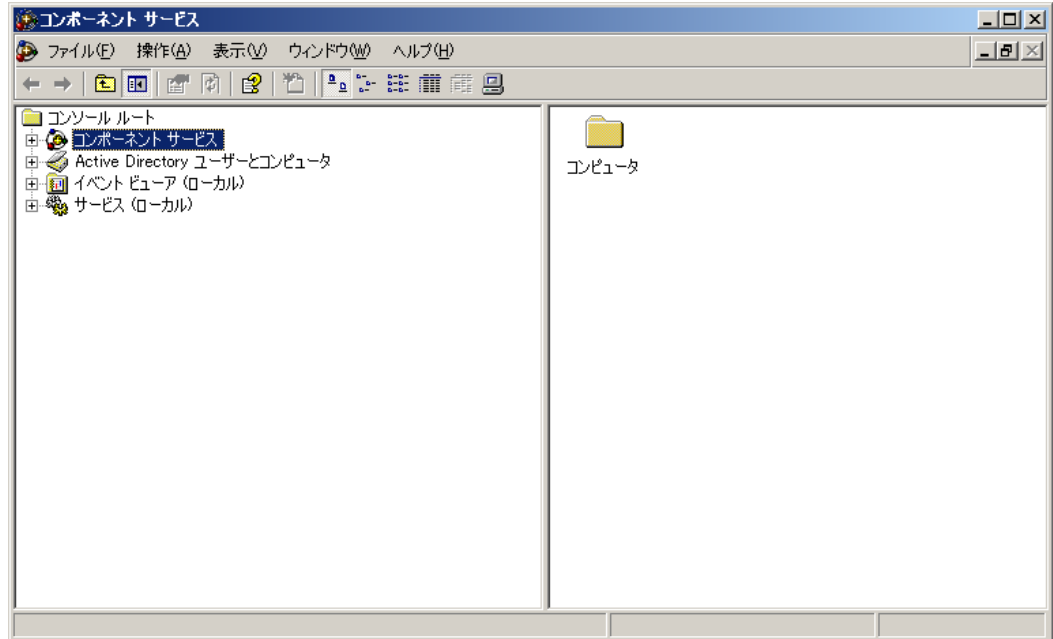 コンポーネント サービス
ファイル(F) 操作(A) 表示(V) ウィンドウ(W) ヘルプ(H)
コンソール ルート
コンポーネント サービス
Active Directory ユーザーとコンピュータ
イベント ビューア (ローカル)
サービス (ローカル)
コンピュータ